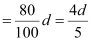 = 80/100 d = 4d/5